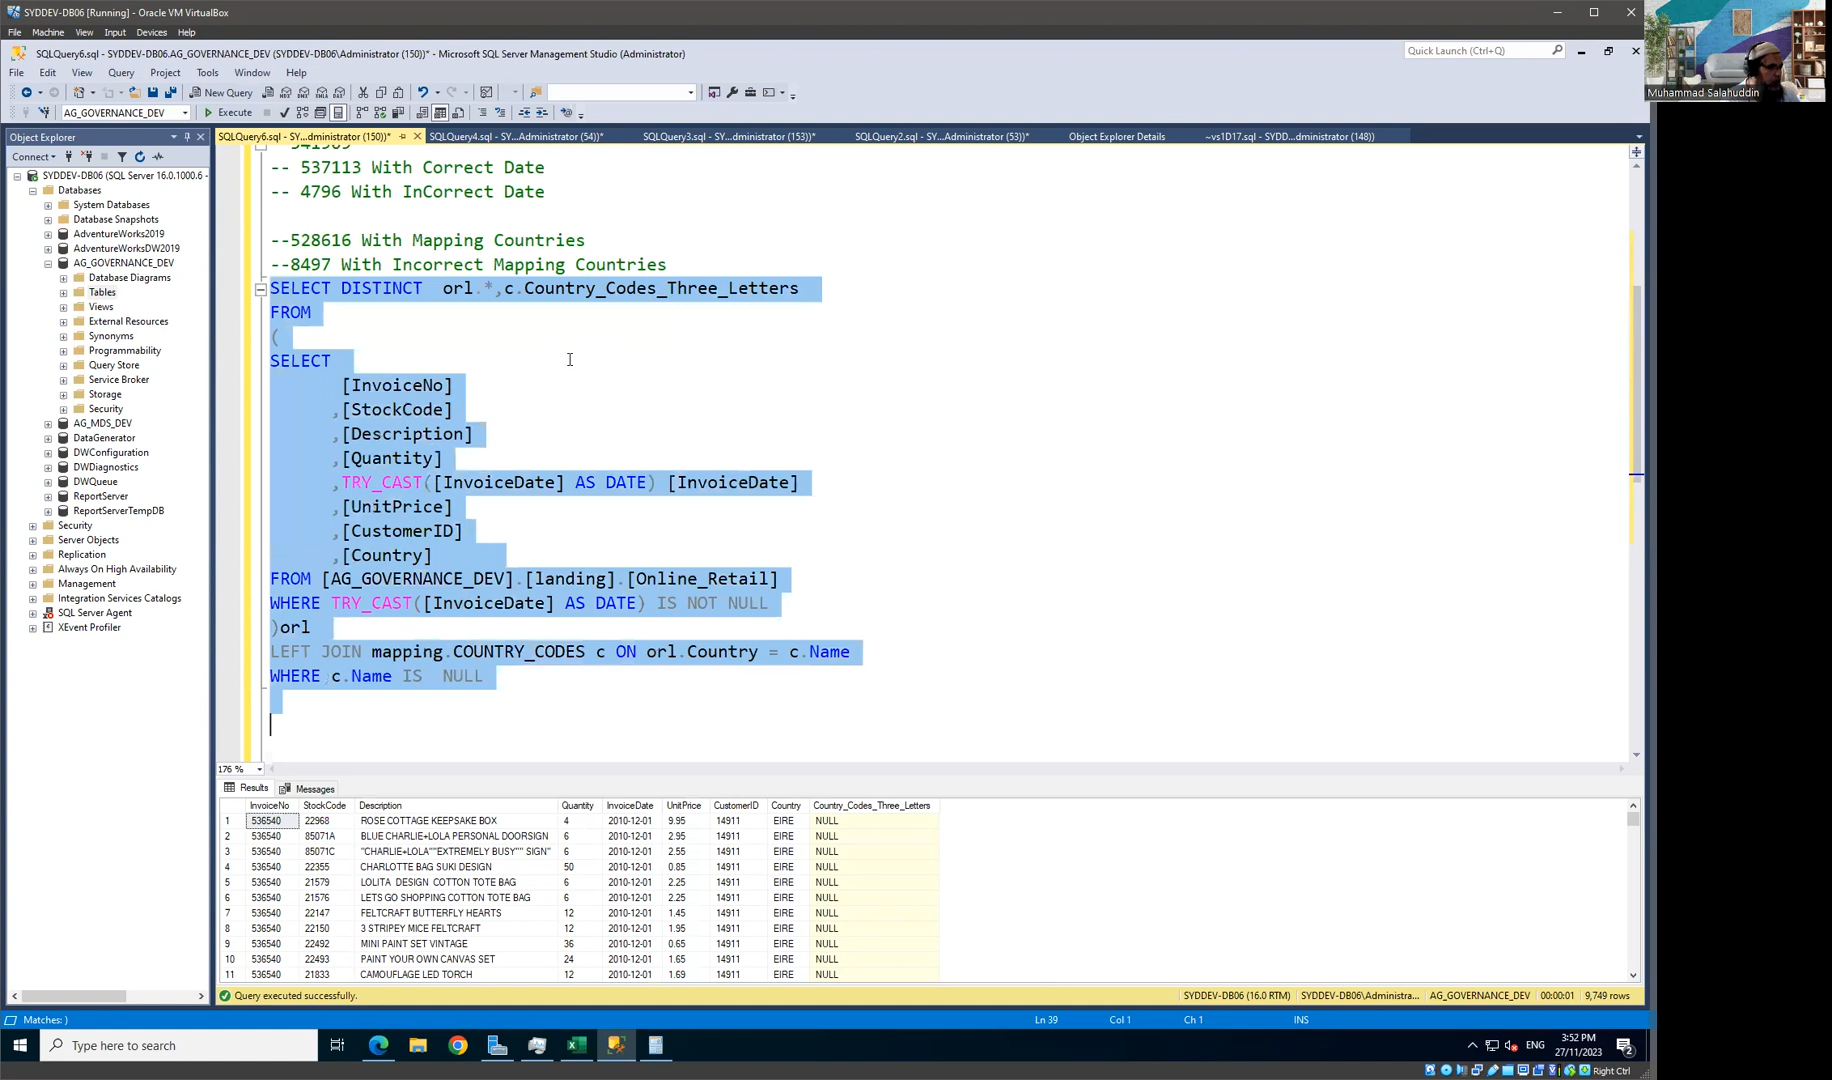 SYDDEV-DB06 [Running] - Oracle VM VirtualBox
File Machine View Input Devices Help
SQLQuery6.sql - SYDDEV-DB06.AG_GOVERNANCE_DEV (SYDDEV-DB06\Administrator (150))* - Microsoft SQL Server Management Studio (Administrator)
Quick Launch (Ctrl+Q)
Muhammad Salahuddin
File Edit View Query Project Tools Window Help
New Query
AG_GOVERNANCE_DEV
Execute
Object Explorer
SQLQuery6.sql - SY...dministrator (150))*
SQLQuery4.sql - SY...Administrator (54))*
SQLQuery3.sql - SY...dministrator (153))*
SQLQuery2.sql - SY...Administrator (53))*
Object Explorer Details
~vs1D17.sql - SYDD...dministrator (148))
Connect
SYDDEV-DB06 (SQL Server 16.0.1000.6 -
Databases
System Databases
Database Snapshots
AdventureWorks2019
AdventureWorksDW2019
AG_GOVERNANCE_DEV
Database Diagrams
Tables
Views
External Resources
Synonyms
Programmability
Query Store
Service Broker
Storage
Security
AG_MDS_DEV
DataGenerator
DWConfiguration
DWDiagnostics
DWQueue
ReportServer
ReportServerTempDB
Security
Server Objects
Replication
Always On High Availability
Management
Integration Services Catalogs
SQL Server Agent
XEvent Profiler
-- 537113 With Correct Date
-- 4796 With InCorrect Date
--528616 With Mapping Countries
--8497 With Incorrect Mapping Countries
SELECT DISTINCT orl.*,c.Country_Codes_Three_Letters
FROM
(
SELECT
[InvoiceNo]
,[StockCode]
,[Description]
,[Quantity]
,TRY_CAST([InvoiceDate] AS DATE) [InvoiceDate]
,[UnitPrice]
,[CustomerID]
,[Country]
FROM [AG_GOVERNANCE_DEV].[landing].[Online_Retail]
WHERE TRY_CAST([InvoiceDate] AS DATE) IS NOT NULL
)orl
LEFT JOIN mapping.COUNTRY_CODES c ON orl.Country = c.Name
WHERE c.Name IS NULL
176 %
Results Messages
InvoiceNo StockCode Description Quantity InvoiceDate UnitPrice CustomerID Country Country_Codes_Three_Letters
1 536540 22968 ROSE COTTAGE KEEPSAKE BOX 4 2010-12-01 9.95 14911 EIRE NULL
2 536540 85071A BLUE CHARLIE+LOLA PERSONAL DOORSIGN 6 2010-12-01 2.95 14911 EIRE NULL
3 536540 85071C "CHARLIE+LOLA""EXTREMELY BUSY"" SIGN" 6 2010-12-01 2.55 14911 EIRE NULL
4 536540 22355 CHARLOTTE BAG SUKI DESIGN 50 2010-12-01 0.85 14911 EIRE NULL
5 536540 21579 LOLITA DESIGN COTTON TOTE BAG 6 2010-12-01 2.25 14911 EIRE NULL
6 536540 21576 LETS GO SHOPPING COTTON TOTE BAG 6 2010-12-01 2.25 14911 EIRE NULL
7 536540 22147 FELTCRAFT BUTTERFLY HEARTS 12 2010-12-01 1.45 14911 EIRE NULL
8 536540 22150 3 STRIPEY MICE FELTCRAFT 12 2010-12-01 1.95 14911 EIRE NULL
9 536540 22492 MINI PAINT SET VINTAGE 36 2010-12-01 0.65 14911 EIRE NULL
10 536540 22493 PAINT YOUR OWN CANVAS SET 24 2010-12-01 1.65 14911 EIRE NULL
11 536540 21833 CAMOUFLAGE LED TORCH 12 2010-12-01 1.69 14911 EIRE NULL
Query executed successfully.
SYDDEV-DB06 (16.0 RTM) SYDDEV-DB06\Administra... AG_GOVERNANCE_DEV 00:00:01 9,749 rows
Matches: )
Ln 39 Col 1 Ch 1 INS
Type here to search
ENG
3:52 PM
27/11/2023
2
Right Ctrl